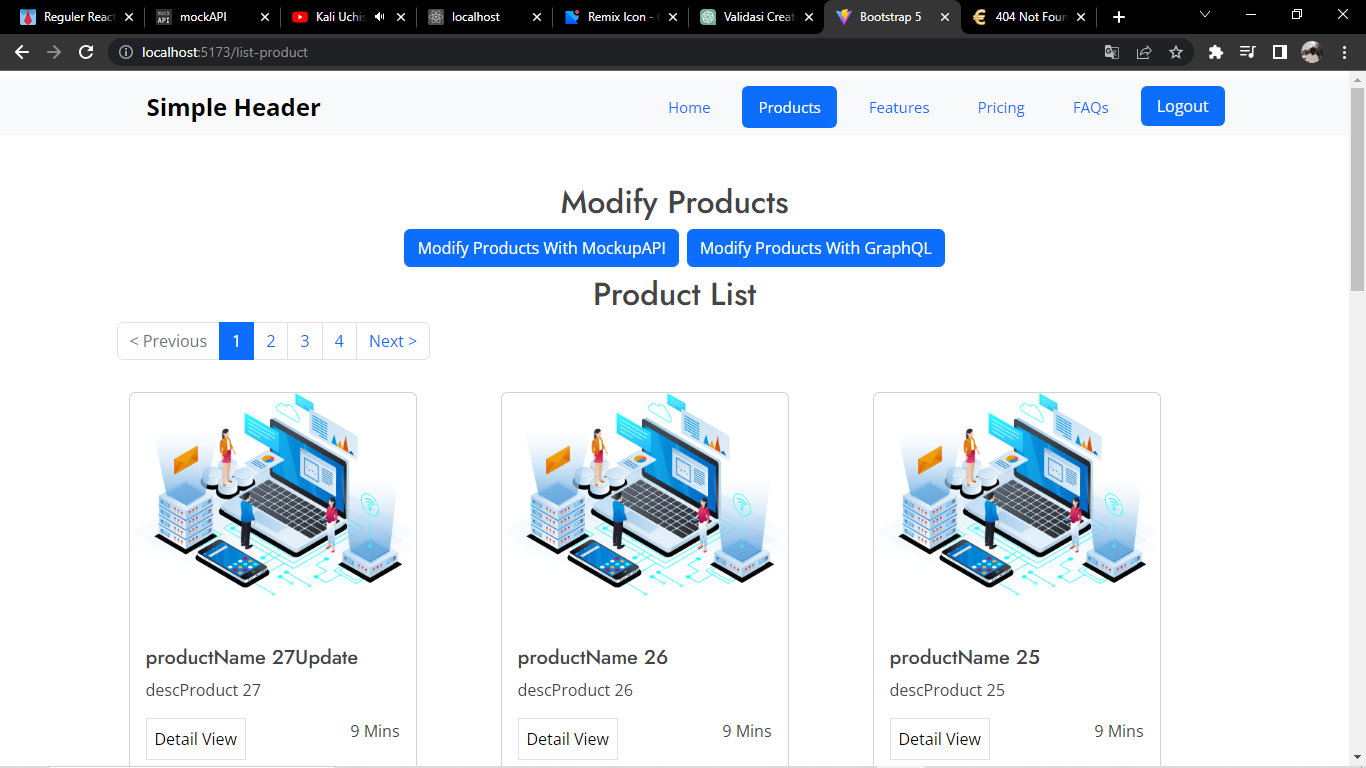 Reguler React
mockAPI
Kali Uchis
localhost
Remix Icon - 
Validasi Creat
Bootstrap 5
404 Not Foun
localhost:5173/list-product
Simple Header
Home
Products
Features
Pricing
FAQs
Logout
Modify Products
Modify Products With MockupAPI
Modify Products With GraphQL
Product List
< Previous 1 2 3 4 Next >
productName 27Update
descProduct 27
Detail View
9 Mins
productName 26
descProduct 26
Detail View
9 Mins
productName 25
descProduct 25
Detail View
9 Mins